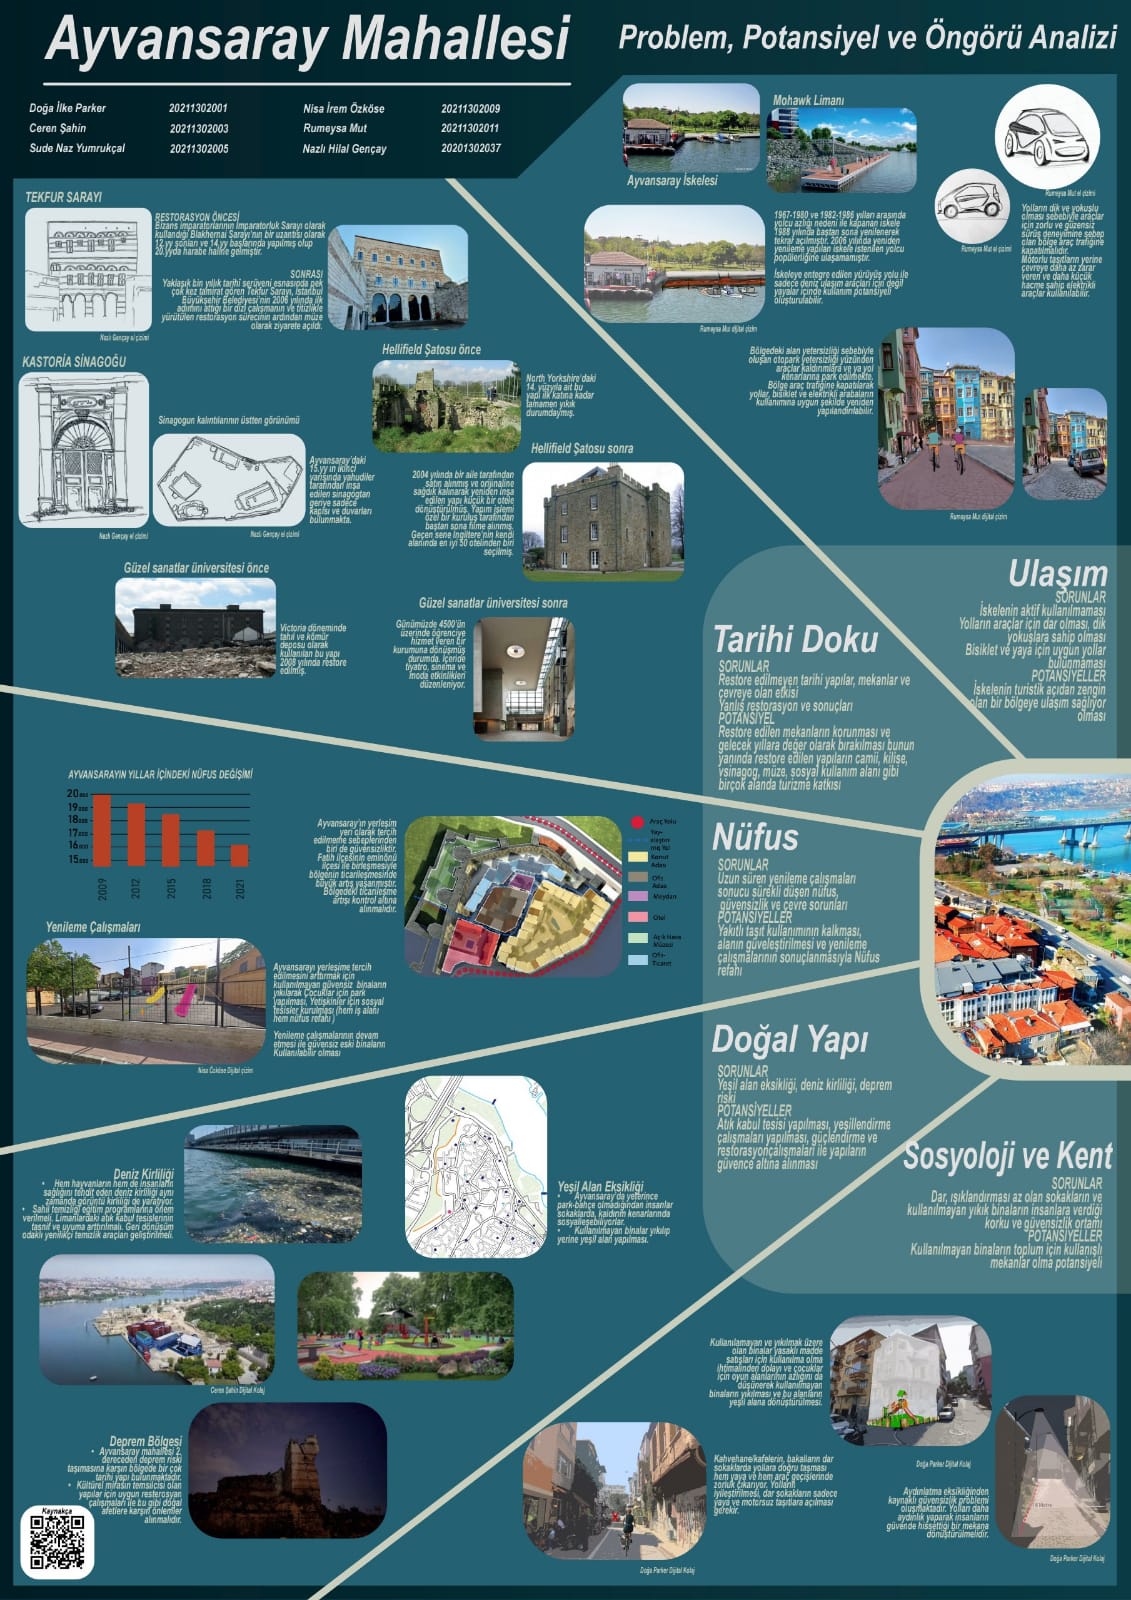 Ayvansaray Mahallesi
Problem, Potansiyel ve Öngörü Analizi
Doğa İlke Parker 20211302001
Ceren Şahin 20211302003
Sude Naz Yumrukçal 20211302005
Nisa İrem Özköse 20211302009
Rumeysa Mut 20211302011
Nazlı Hilal Gençay 20201302037
TEKFUR SARAYI
RESTORASYON ÖNCESİ
Bizans İmparatorlarının İmparatorluk Sarayı olarak
kullandığı Blakhernai Sarayı'nın bir uzantısı olarak
12.yy sonları ve 14.yy başlarında yapılmış olup
20.yyda harabe haline gelmiştir.
SONRASI
Yaklaşık bin yıllık tarihi serüveni esnasında pek
çok kez tamirat gören Tekfur Sarayı, İstanbul
Büyükşehir Belediyesi'nin 2006 yılında ilk
adımını attığı bir dizi çalışmanın ve titizlikle
yürütülen restorasyon sürecinin ardından müze
olarak ziyarete açıldı.
Nazlı Gençay el çizimi
KASTORİA SİNAGOĞU
Sinagogun kalıntılarının üstten görünümü
Ayvansaray'daki
15.yy ın ikinci
yarısında yahudiler
tarafından inşa
edilen sinagogtan
geriye sadece
kapısı ve duvarları
bulunmakta.
Nazlı Gençay el çizimi
Nazlı Gençay el çizimi
Hellifield Şatosu önce
North Yorkshire'daki
14. yüzyıla ait bu
yapı ilk katına kadar
tamamen yıkık
durumdaymış.
Hellifield Şatosu sonra
2004 yılında bir aile tarafından
satın alınmış ve orijinaline
sağdık kalınarak yeniden inşa
edilen yapı küçük bir otele
dönüştürülmüş. Yapım işlemi
özel bir kuruluş tarafından
baştan sona filme alınmış.
Geçen sene İngiltere'nin kendi
alanında en iyi 50 otelinden biri
seçilmiş.
Güzel sanatlar üniversitesi önce
Victoria döneminde
tahıl ve kömür
deposu olarak
kullanılan bu yapı
2008 yılında restore
edilmiş.
Güzel sanatlar üniversitesi sonra
Günümüzde 4500'ün
üzerinde öğrenciye
hizmet veren bir
kurumuna dönüşmüş
durumda. İçeride
tiyatro, sinema ve
moda etkinlikleri
düzenleniyor.
Ayvansaray İskelesi
Mohawk Limanı
1967-1980 ve 1982-1986 yılları arasında
yolcu azlığı nedeni ile kapanan iskele
1988 yılında baştan sona yenilenerek
tekrar açılmıştır. 2006 yılında yeniden
yenileme yapılan iskele istenilen yolcu
popülerliğine ulaşamamıştır.
İskeleye entegre edilen yürüyüş yolu ile
sadece deniz ulaşım araçları için değil
yayalar içinde kullanım potansiyeli
oluşturulabilir.
Rumeysa Mut dijital çizim
Rumeysa Mut el çizimi
Rumeysa Mut el çizimi
Yolların dik ve yokuşlu
olması sebebiyle araçlar
için zorlu ve güzensiz
sürüş deneyimine sebep
olan bölge araç trafiğine
kapatılmalıdır.
Motorlu taşıtların yerine
çevreye daha az zarar
veren ve daha küçük
hacme sahip elektrikli
araçlar kullanılabilir.
Bölgedeki alan yetersizliği sebebiyle
oluşan otopark yetersizliği yüzünden
araçlar kaldırımlara ve ya yol
kenarlarına park edilmekte.
Bölge araç trafiğine kapatılarak
yollar, bisiklet ve elektrikli arabaların
kullanımına uygun şekilde yeniden
yapılandırılabilir.
Rumeysa Mut dijital çizim
Ulaşım
SORUNLAR
İskelenin aktif kullanılmaması
Yolların araçlar için dar olması, dik
yokuşlara sahip olması
Bisiklet ve yaya için uygun yollar
bulunmaması
POTANSİYELLER
İskelenin turistik açıdan zengin
olan bir bölgeye ulaşım sağlıyor
olması
Tarihi Doku
SORUNLAR
Restore edilmeyen tarihi yapılar, mekanlar ve
çevreye olan etkisi
Yanlış restorasyon ve sonuçları
POTANSİYEL
Restore edilen mekanların korunması ve
gelecek yıllara değer olarak bırakılması bunun
yanında restore edilen yapıların camii, kilise,
vsinagog, müze, sosyal kullanım alanı gibi
birçok alanda turizme katkısı
AYVANSARAYIN YILLAR İÇİNDEKİ NÜFUS DEĞİŞİMİ
20000
19000
18000
17000
16000
15000
2009 2012 2015 2018 2021
Ayvansaray'ın yerleşim
yeri olarak tercih
edilmeme sebeplerinden
biri de güvensizliktir.
Fatih ilçesinin eminönü
ilçesi ile birleşmesiyle
bölgenin ticarileşmesinde
büyük artış yaşanmıştır.
Bölgedeki ticarileşme
artışı kontrol altına
alınmalıdır.
Araç Yolu
Konut
Adası
Ofis
Adası
Meydan
Otel
Açık Hava
Müzesi
Ofis-
Ticaret
Nüfus
SORUNLAR
Uzun süren yenileme çalışmaları
sonucu sürekli düşen nüfus,
güvensizlik ve çevre sorunları
POTANSİYELLER
Yakıtlı taşıt kullanımının kalkması,
alanın güveleştirilmesi ve yenileme
çalışmalarının sonuçlanmasıyla Nüfus
refahı
Yenileme Çalışmaları
Ayvansarayı yerleşime tercih
edilmesini arttırmak için
kullanılmayan güvensiz binaların
yıkılarak Çocuklar için park
yapılması, Yetişkinler için sosyal
tesisler kurulması (hem iş alanı
hem nüfus refahı )
Yenileme çalışmalarının devam
etmesi ile güvensiz eski binaların
Kullanılabilir olması
Doğal Yapı
SORUNLAR
Yeşil alan eksikliği, deniz kirliliği, deprem
riski
POTANSİYELLER
Atık kabul tesisi yapılması, yeşillendirme
çalışmaları yapılması, güçlendirme ve
restorasyonçalışmaları ile yapıların
güvence altına alınması
Sosyoloji ve Kent
SORUNLAR
Dar, ışıklandırması az olan sokakların ve
kullanılmayan yıkık binaların insanlara verdiği
korku ve güvensizlik ortamı
POTANSİYELLER
Kullanılmayan binaların toplum için kullanışlı
mekanlar olma potansiyeli
Deniz Kirliliği
• Hem hayvanların hem de insanların
sağlığını tehdit eden deniz kirliliği aynı
zamanda görüntü kirliliği de yaratıyor.
• Sahil temizliği eğitim programlarına önem
verilmeli. Limanlardaki atık kabul tesislerinin
tasnif ve uyuma arttırılmalı. Geri dönüşüm
odaklı yenilikçi temizlik araçları geliştirilmeli.
Yeşil Alan Eksikliği
• Ayvansaray'da yeterince
park-bahçe olmadığından insanlar
sokaklarda, kaldırım kenarlarında
sosyalleşebiliyorlar.
• Kullanılmayan binalar yıkılıp
yerine yeşil alan yapılması.
Ceren Şahin Dijital Kolaj
Deprem Bölgesi
• Ayvansaray mahallesi 2.
dereceden deprem riski
taşımasına karşın bölgede bir çok
tarihi yapı bulunmaktadır.
• Kültürel mirasın temsilcisi olan
yapılar için uygun resterosyan
çalışmaları ile bu gibi doğal
afetlere karşın önlemler
alınmalıdır.
Kaynakça
Kullanılamayan ve yıkılmak üzere
olan binalar yasaklı madde
satışları için kullanılma olma
ihtimalinden dolayı ve çocuklar
için oyun alanlarının azlığını da
düşünerek kullanılmayan
binaların yıkılması ve bu alanların
yeşil alana dönüştürülmesi.
Doğa Parker Dijital Kolaj
Kahvehane/kafelerin, bakalların dar
sokaklarda yollara doğru taşması
hem yaya ve hem araç geçişlerinde
zorluk çıkarıyor. Yolların
iyileştirilmesi, dar sokakların sadece
yaya ve motorsuz taşıtlara açılması
gerekir.
Doğa Parker Dijital Kolaj
Aydınlatma eksikliğinden
kaynaklı güvensizlik problemi
oluşmaktadır. Yolları daha
aydınlık yaparak insanların
güvende hissettiği bir mekana
dönüştürülmelidir.
Doğa Parker Dijital Kolaj